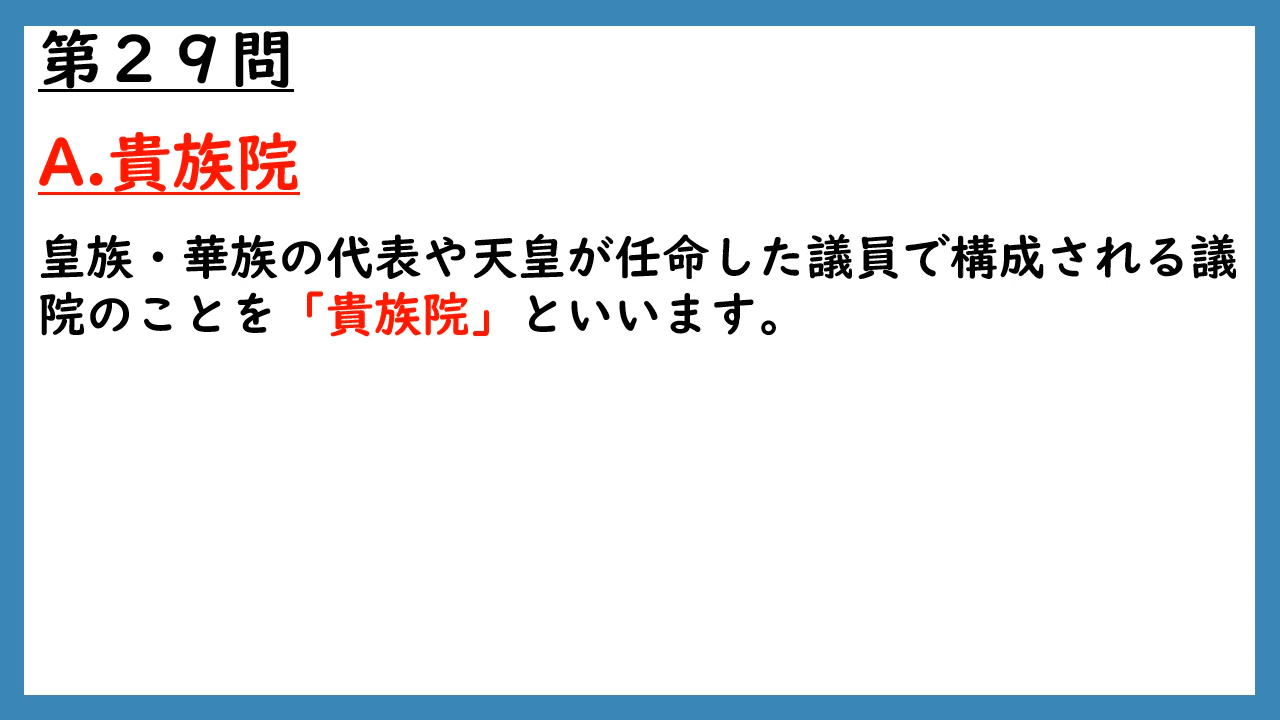 第２９問
A.貴族院
皇族・華族の代表や天皇が任命した議員で構成される議
院のことを「貴族院」といいます。